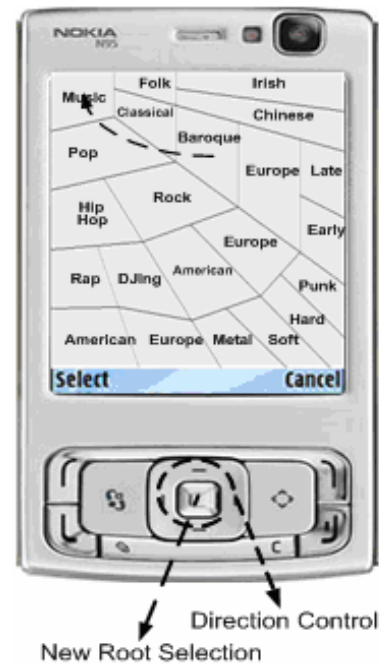 NOKIA
N95
Folk Irish
Music
Classical Chinese
Baroque
Pop
Europe Late
Rock
Hip
Hop
Early
Europe
Rap DJing American
Punk
Hard
American Europe Metal Soft
Select Cancel
C
Direction Control
New Root Selection